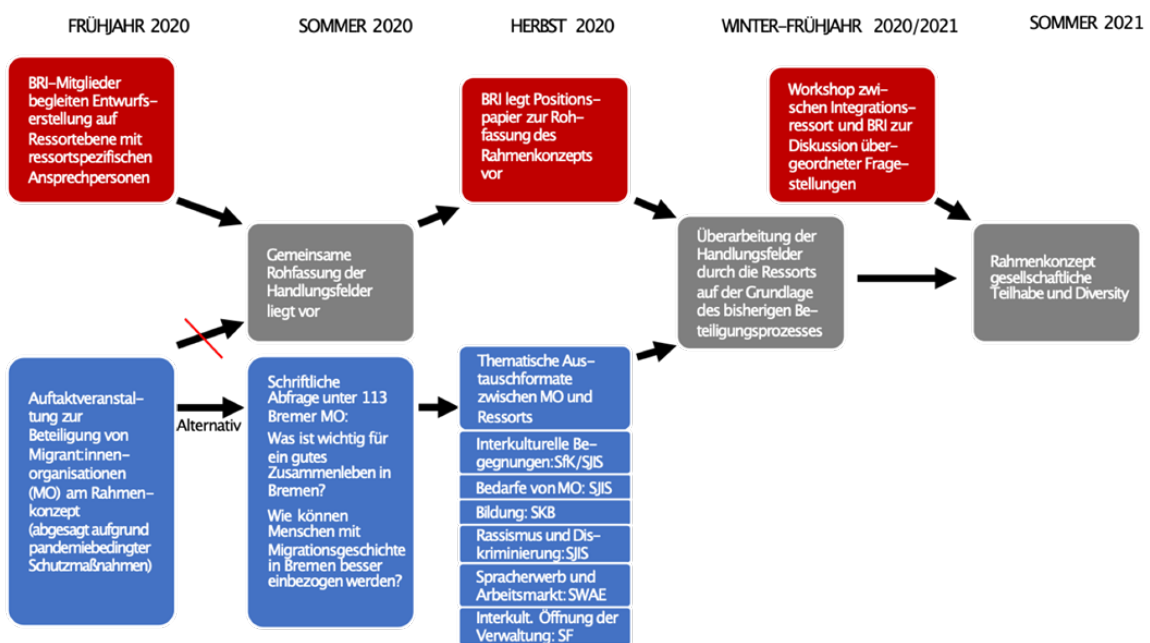 FRÜHJAHR 2020
SOMMER 2020
HERBST 2020
WINTER-FRÜHJAHR 2020/2021
SOMMER 2021
BRI-Mitglieder
begleiten Entwurfs-
erstellung auf
Ressortebene mit
ressortspezifischen
Ansprechpersonen
BRI legt Positions-
papier zur Roh-
fassung des
Rahmenkonzepts
vor
Workshop zwi-
schen Integrations-
ressort und BRI zur
Diskussion über-
geordneter Frage-
stellungen
Gemeinsame
Rohfassung der
Handlungsfelder
liegt vor
Überarbeitung der
Handlungsfelder
durch die Ressorts
auf der Grundlage
des bisherigen Be-
teiligungsprozesses
Rahmenkonzept
gesellschaftliche
Teilhabe und Diversity
Auftaktveranstal-
tung zur
Beteiligung von
Migrant:innen-
organisationen
(MO) am Rahmen-
konzept
(abgesagt aufgrund
pandemiebedingter
Schutzmaßnahmen)
Alternativ
Schriftliche
Abfrage unter 113
Bremer MO:
Was ist wichtig für
ein gutes
Zusammenleben in
Bremen?
Wie können
Menschen mit
Migrationsgeschichte
in Bremen besser
einbezogen werden?
Thematische Aus-
tauschformate
zwischen MO und
Ressorts
Interkulturelle Be-
gegnungen: SfK/SJIS
Bedarfe von MO: SJIS
Bildung: SKB
Rassismus und Dis-
kriminierung: SJIS
Spracherwerb und
Arbeitsmarkt: SWAE
Interkult. Öffnung der
Verwaltung: SF